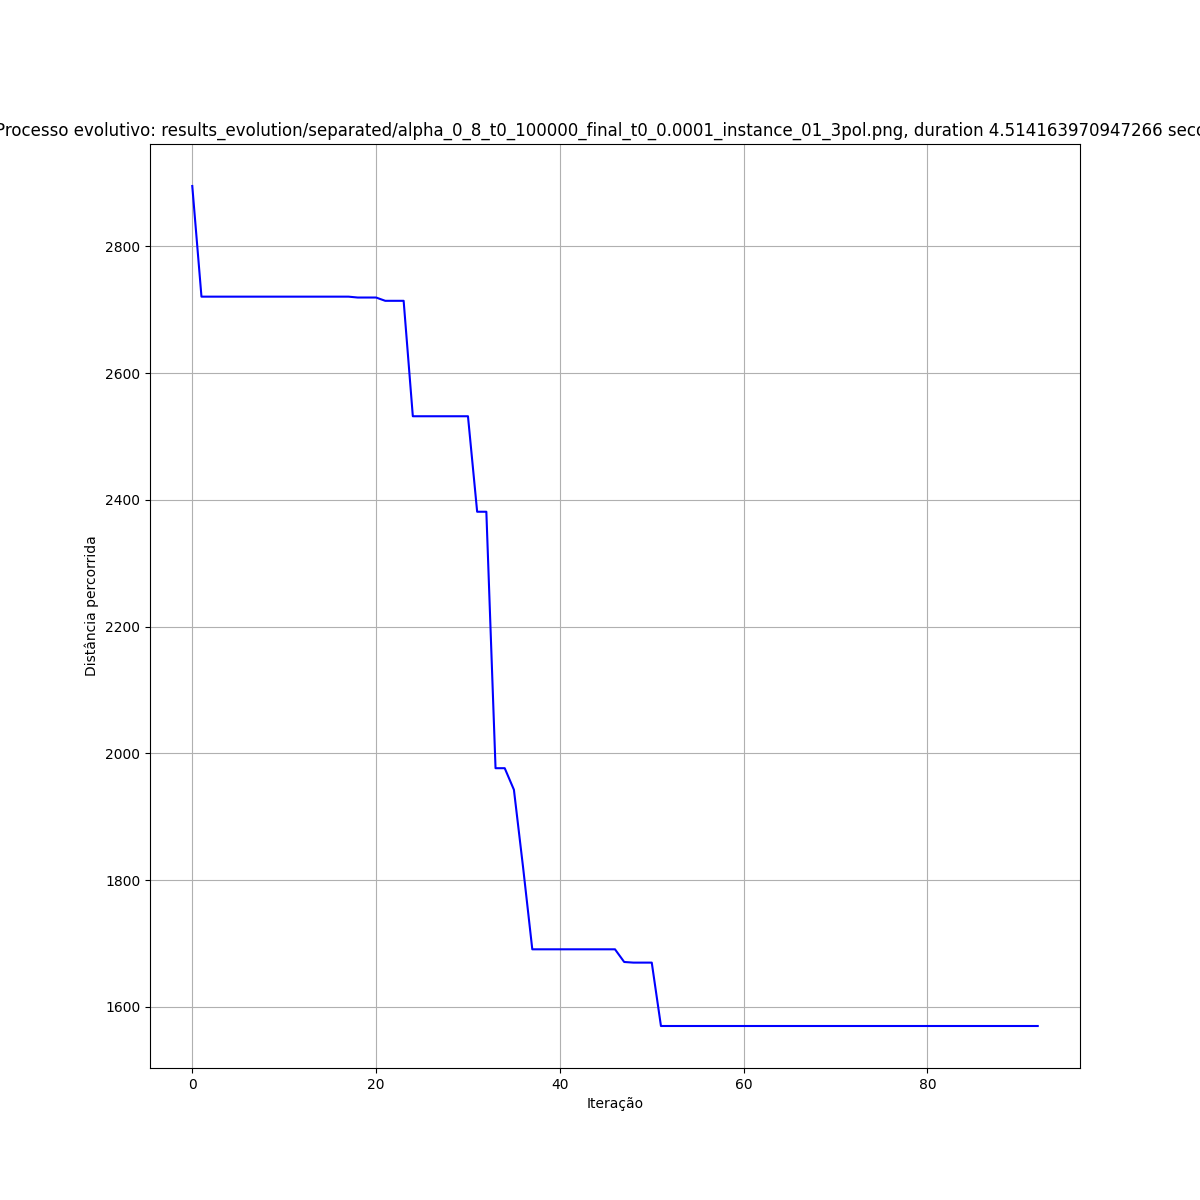 Processo evolutivo: results_evolution/separated/alpha_0_8_t0_100000_final_t0_0.0001_instance_01_3pol.png, duration 4.514163970947266 seco
2800
2600
2400
2200
2000
1800
1600
Distância percorrida
0 20 40 60 80
Iteração